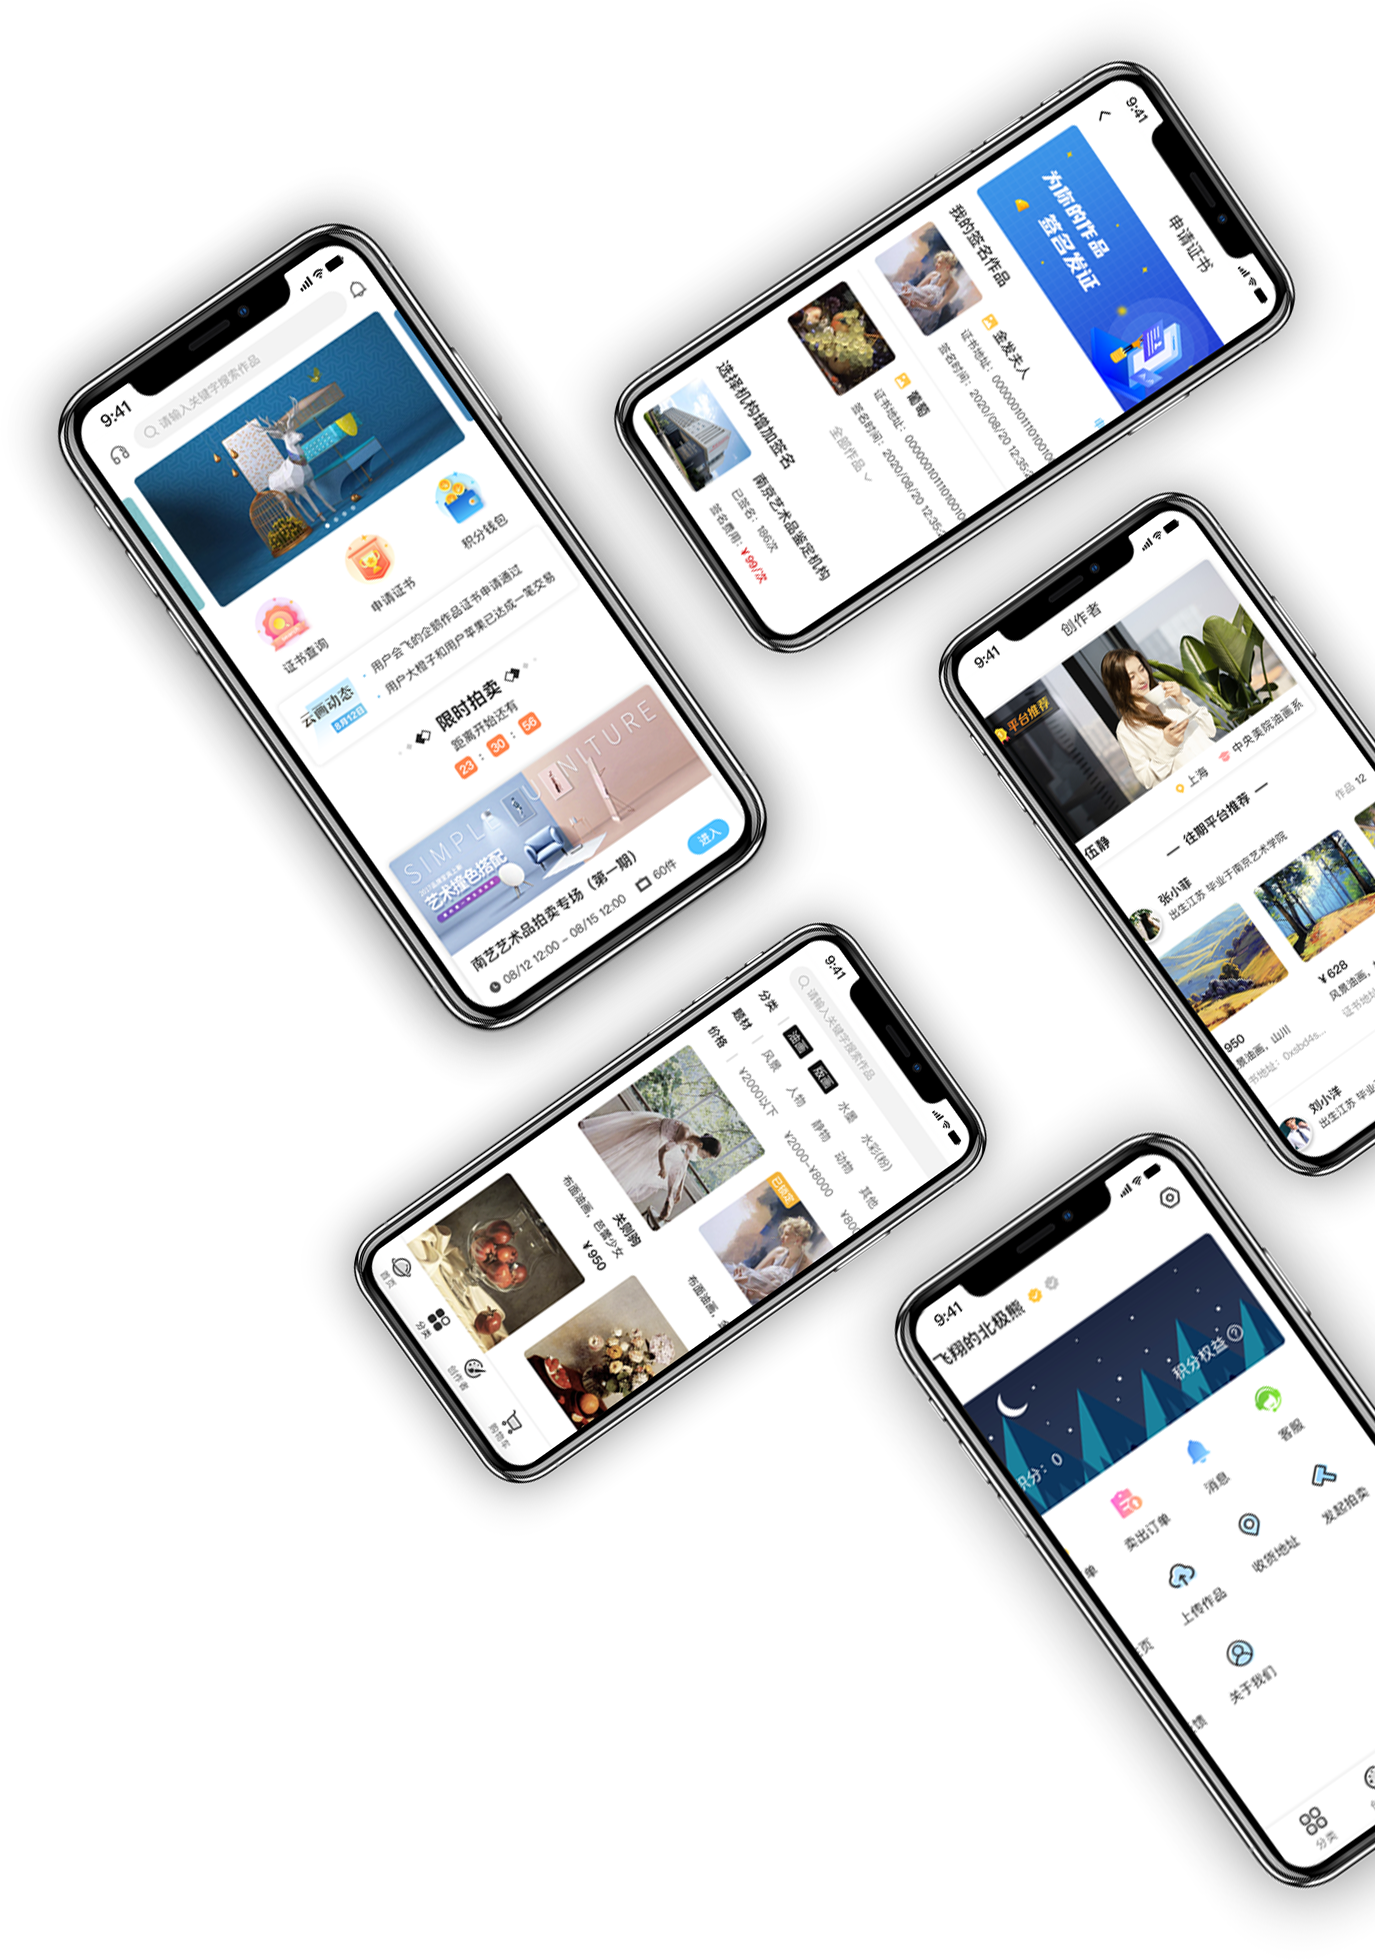 9:41
请输入关键字搜索作品
证书查询
申请证书
积分钱包
云画动态
8月12日
用户会飞的企鹅作品证书申请通过
用户大橙子和用户苹果已达成一笔交易
限时拍卖
距离开始还有
23 : 30 : 56
SIMPLE FURNITURE
艺术撞色搭配
南艺艺术品拍卖专场（第一期）
08/12 12:00 - 08/15 12:00
60件
进入
9:41
申请证书
为你的作品
签名发证
我的签名作品
金发夫人
证书地址：000000101110100100
签名时间：2020/08/20 12:35:
葡萄
证书地址：00000010111010010
签名时间：2020/08/20 12:35:
全部作品
选择机构增加签名
南京艺术品鉴定机构
已签名：186次
签名费用：¥99/次
9:41
创作者
平台推荐
伍静
上海
中央美院油画系
往期平台推荐
张小菲
出生江苏 毕业于南京艺术学院
作品 12
950
景油画，山川
书地址：0xsbd4s...
¥628
风景油画，
证书地址
刘小洋
出生江苏 毕业
9:41
请输入关键字搜索作品
分类 油画 版画 水墨 水彩(粉)
题材 风景 人物 静物 动物 其他
价格 ¥2000以下 ¥2000-¥8000 ¥800
关则驹
布面油画，芭蕾少女
¥950
已锁定
布面油画，
首页
分类
创作者
购物车
9:41
飞翔的北极熊
积分权益
积分：0
单
卖出订单
消息
客服
主页
上传作品
收货地址
发起拍卖
馈
关于我们
分类